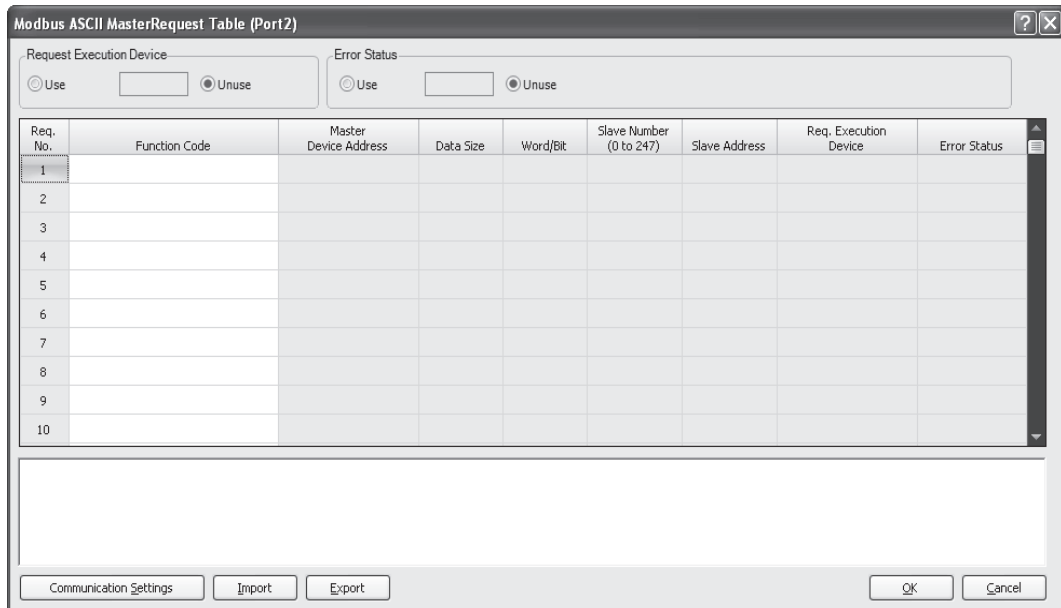 Modbus ASCII MasterRequest Table (Port2)
Request Execution Device
Use
Unuse
Error Status
Use
Unuse
Req. No.
Function Code
Master Device Address
Data Size
Word/Bit
Slave Number (0 to 247)
Slave Address
Req. Execution Device
Error Status
1
2
3
4
5
6
7
8
9
10
Communication Settings
Import
Export
OK
Cancel